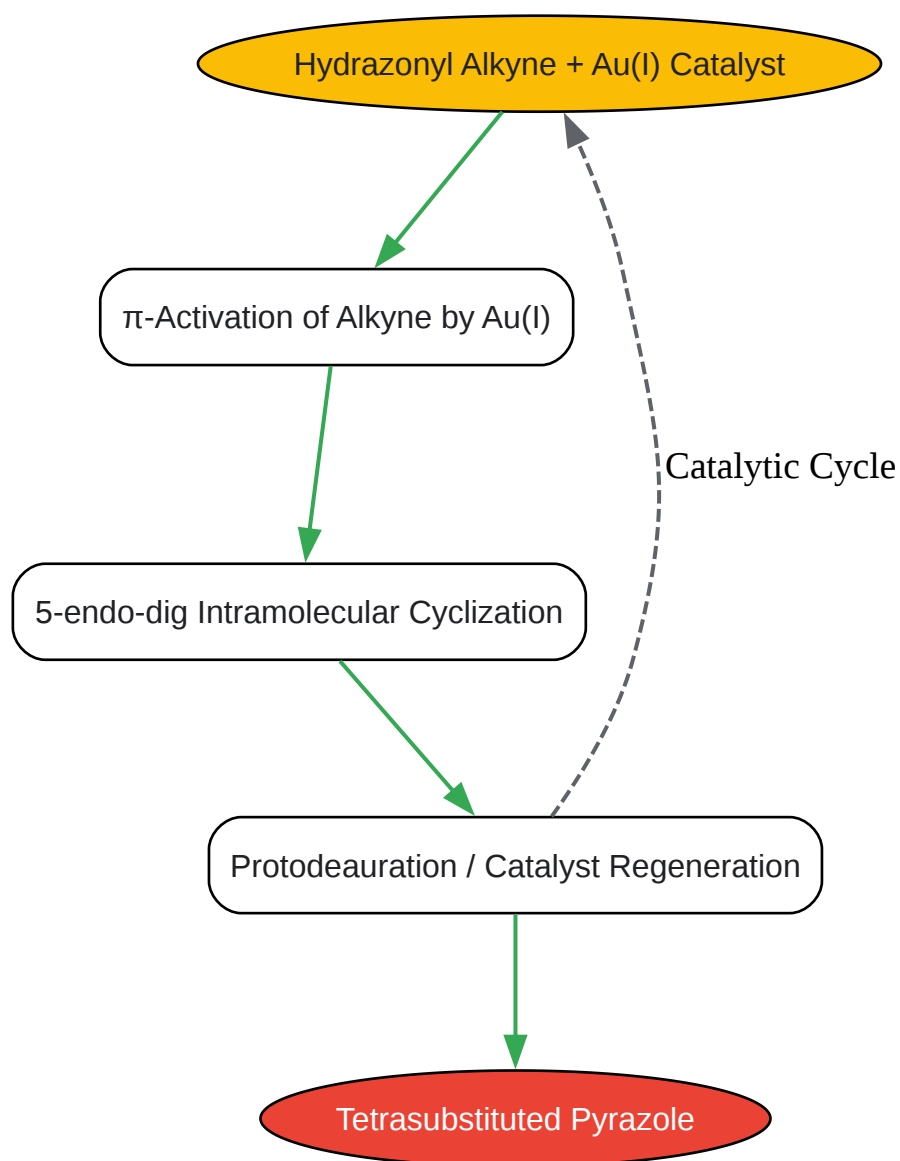 Hydrazonyl Alkyne + Au(I) Catalyst
π-Activation of Alkyne by Au(I)
Catalytic Cycle
5-endo-dig Intramolecular Cyclization
Protodeauration / Catalyst Regeneration
Tetrasubstituted Pyrazole